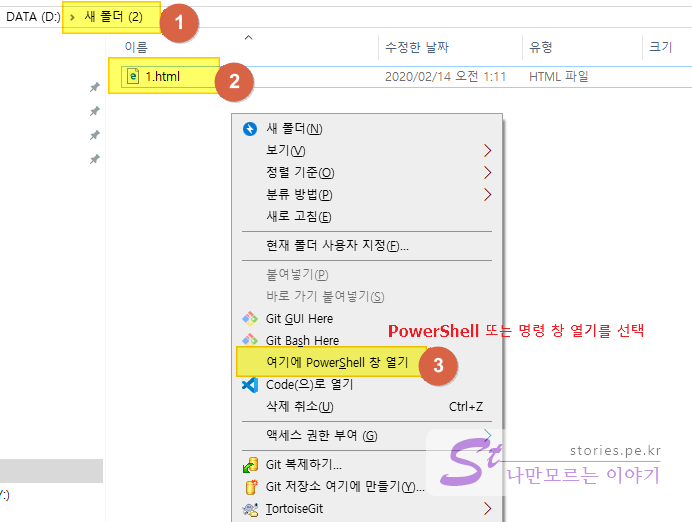 DATA (D:) › 새 폴더 (2)
1
이름 수정한 날짜 유형 크기
1.html 2020/02/14 오전 1:11 HTML 파일
2
새 폴더(N)
보기(V)
정렬 기준(O)
분류 방법(P)
새로 고침(E)
현재 폴더 사용자 지정(F)...
붙여넣기(P)
바로 가기 붙여넣기(S)
Git GUI Here
Git Bash Here
PowerShell 또는 명령 창 열기를 선택
여기에 PowerShell 창 열기
3
Code(으)로 열기
삭제 취소(U) Ctrl+Z
액세스 권한 부여 (G)
Git 복제하기...
Git 저장소 여기에 만들기(Y)...
TortoiseGit
St
stories.pe.kr
나만모르는 이야기
:)